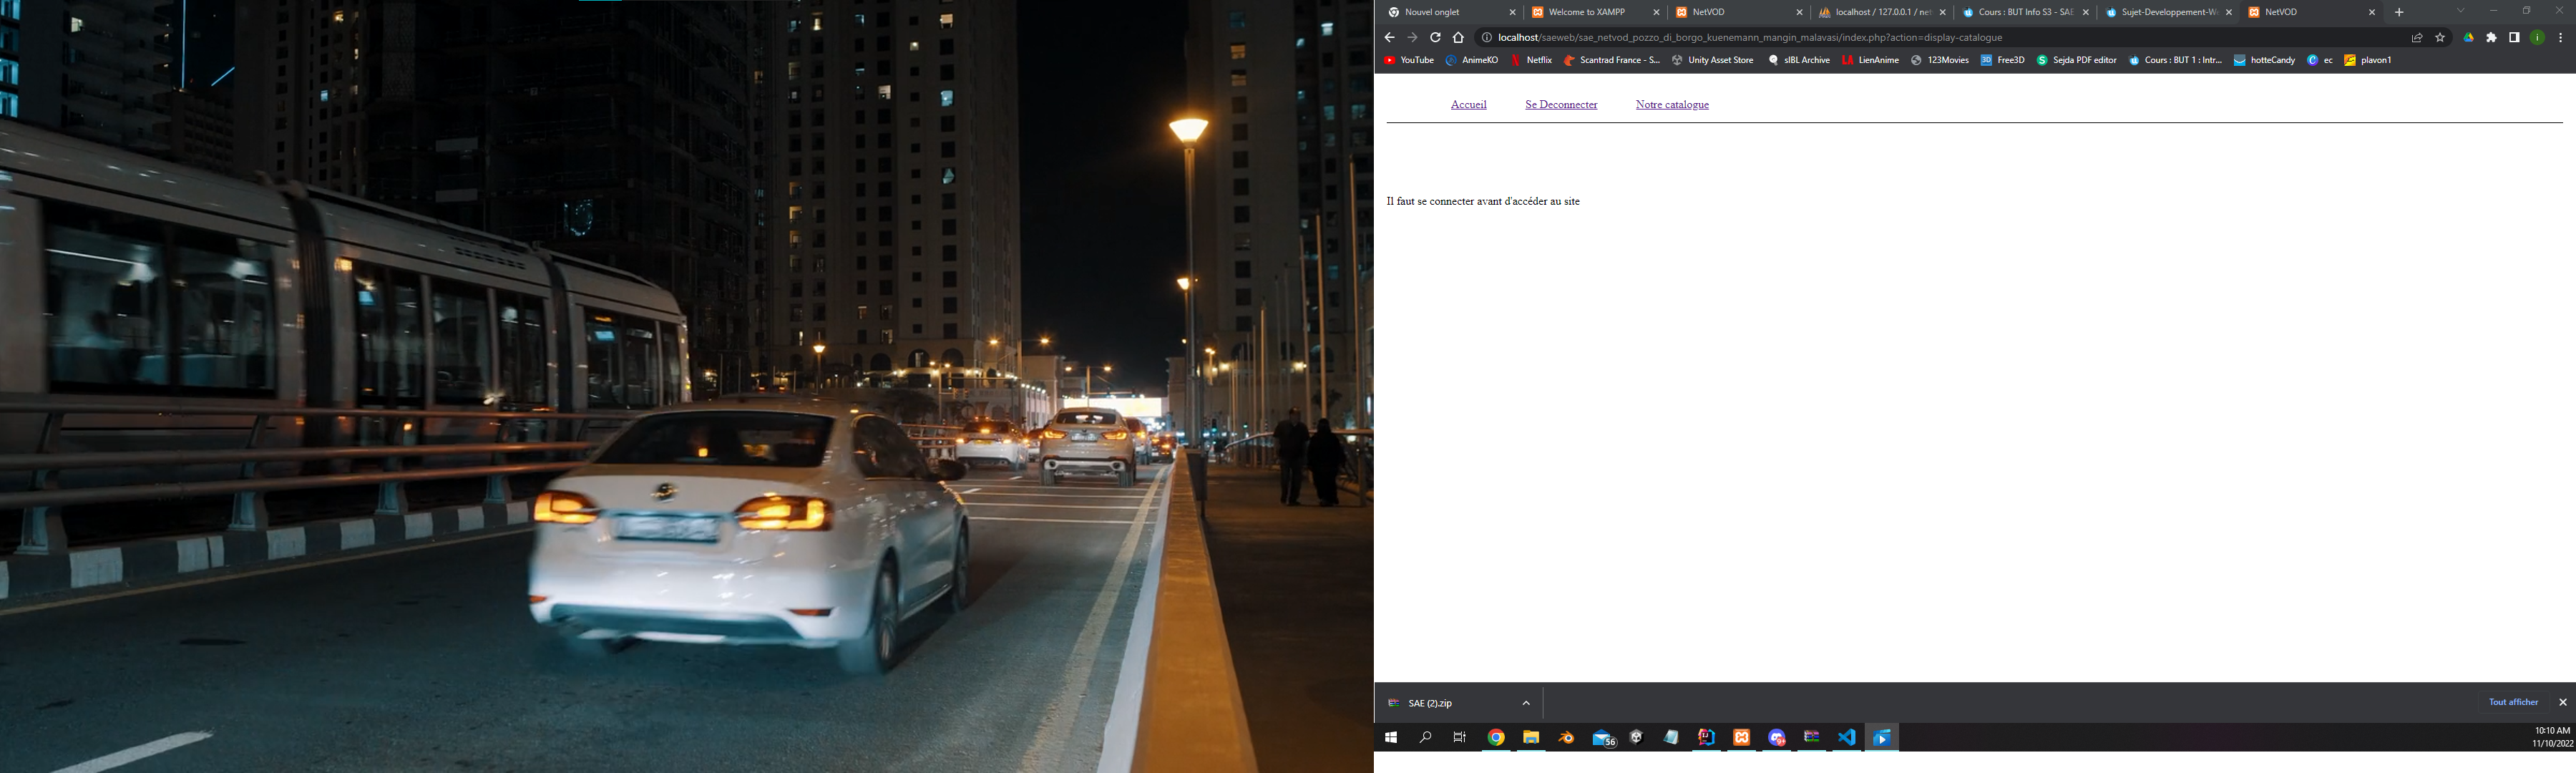 Nouvel onglet
Welcome to XAMPP
NetVOD
localhost / 127.0.0.1 / net
Cours : BUT Info S3 - SAE
Sujet-Developpement-We
NetVOD
localhost/saeweb/sae_netvod_pozzo_di_borgo_kuenemann_mangin_malavasi/index.php?action=display-catalogue
i
YouTube
AnimeKO
Netflix
Scantrad France - S...
Unity Asset Store
sIBL Archive
LienAnime
123Movies
Free3D
Sejda PDF editor
Cours : BUT 1 : Intr...
hotteCandy
ec
plavon1
Accueil
Se Deconnecter
Notre catalogue
Il faut se connecter avant d'accéder au site
SAE (2).zip
Tout afficher
56
10:10 AM
11/10/2022